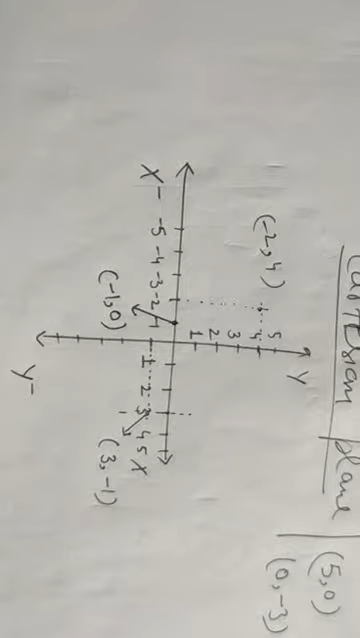 Cartesian plane
(5,0)
(0,-3)
Y
5
4
3
2
1
(-2,4)
X- -5 -4 -3 -2 -1
1 2 3 4 5 X
(-1,0)
(3,-1)
Y-